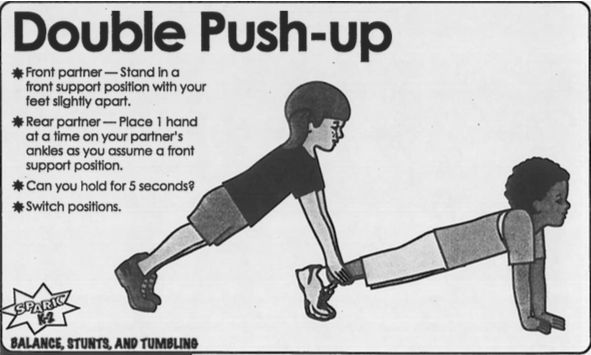 Double Push-up
✷ Front partner — Stand in a
front support position with your
feet slightly apart.
✷ Rear partner — Place 1 hand
at a time on your partner's
ankles as you assume a front
support position.
✷ Can you hold for 5 seconds?
✷ Switch positions.
SPARK
K-2
BALANCE, STUNTS, AND TUMBLING